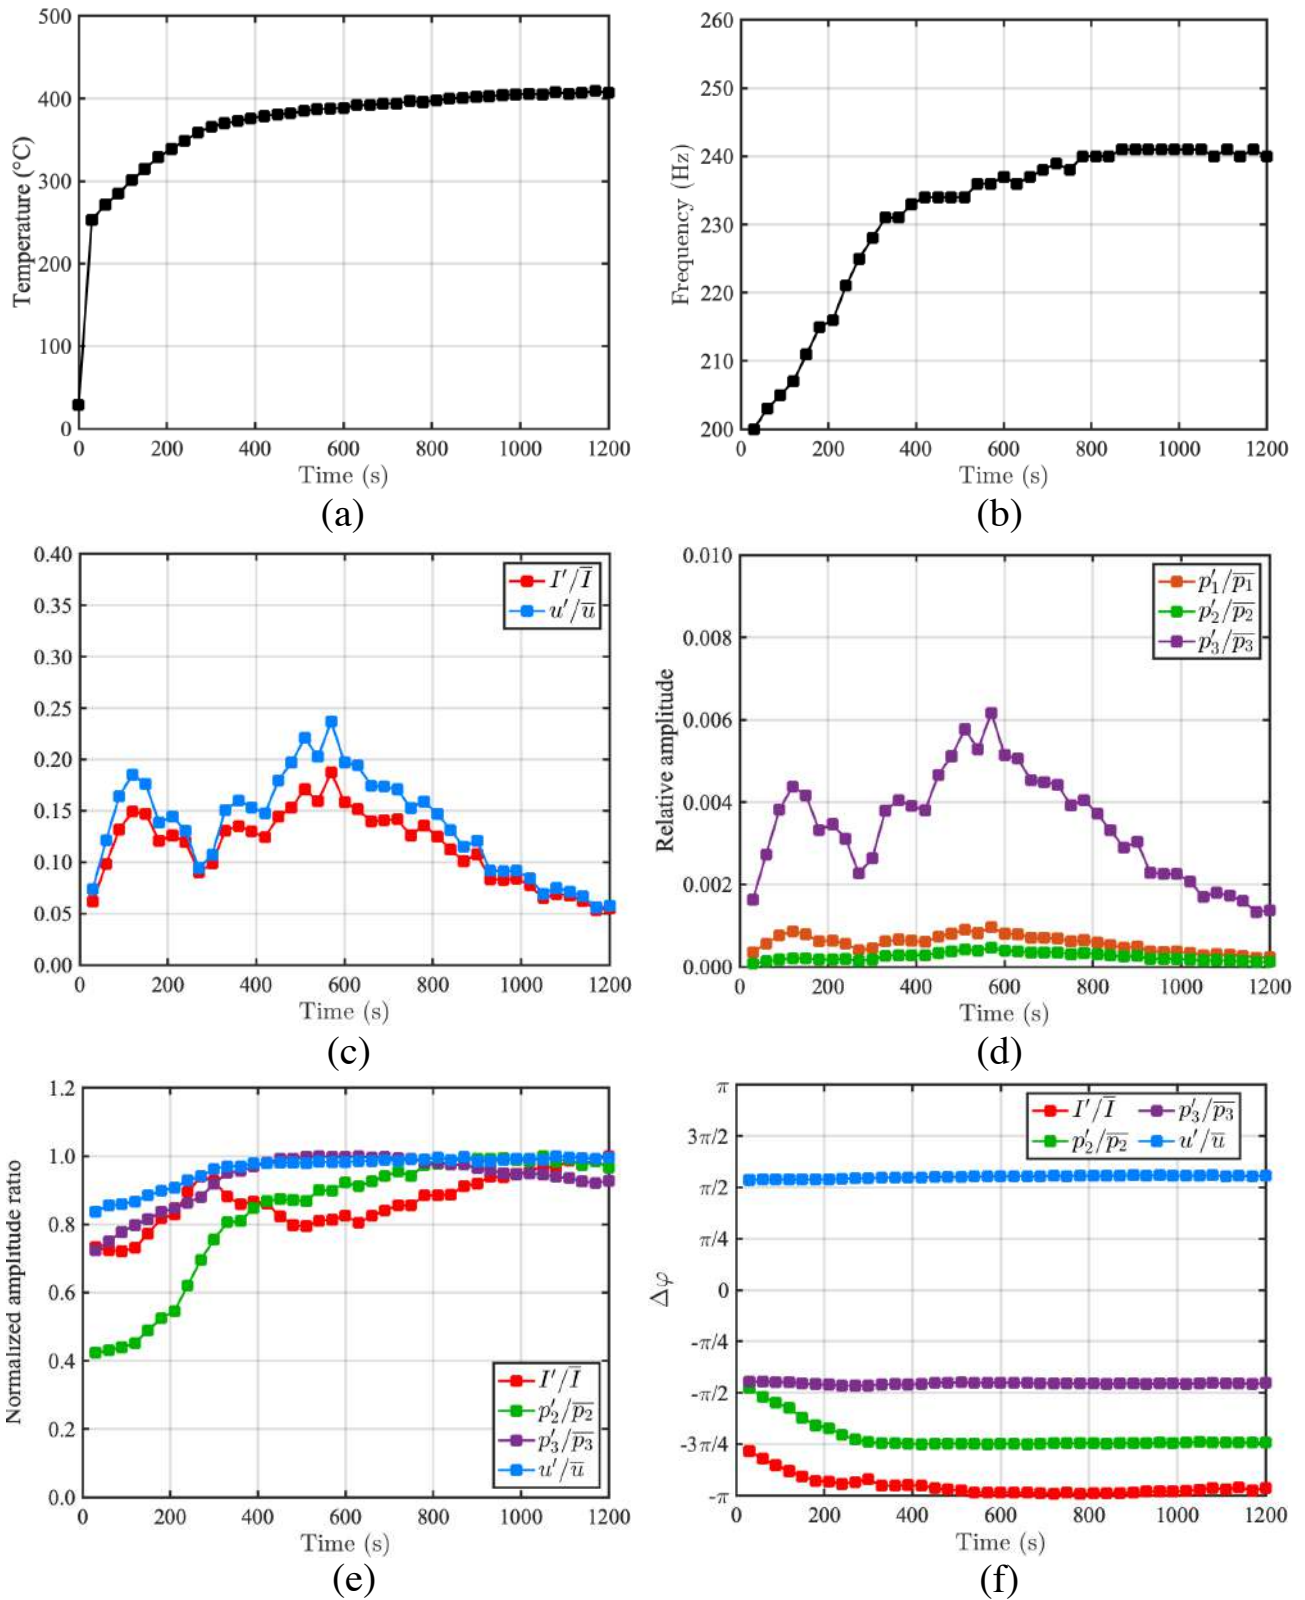 500
400
300
200
100
0
Temperature (°C)
0 200 400 600 800 1000 1200
Time (s)
(a)
260
250
240
230
220
210
200
Frequency (Hz)
0 200 400 600 800 1000 1200
Time (s)
(b)
0.40
0.35
0.30
0.25
0.20
0.15
0.10
0.05
0.00
I′/I̅
u′/u̅
0 200 400 600 800 1000 1200
Time (s)
(c)
0.010
0.008
0.006
0.004
0.002
0.000
Relative amplitude
p′₁/p̅₁
p′₂/p̅₂
p′₃/p̅₃
0 200 400 600 800 1000 1200
Time (s)
(d)
1.2
1.0
0.8
0.6
0.4
0.2
0.0
Normalized amplitude ratio
I′/I̅
p′₂/p̅₂
p′₃/p̅₃
u′/u̅
0 200 400 600 800 1000 1200
Time (s)
(e)
π
3π/2
π/2
π/4
0
-π/4
-π/2
-3π/4
-π
Δφ
I′/I̅ p′₃/p̅₃
p′₂/p̅₂ u′/u̅
0 200 400 600 800 1000 1200
Time (s)
(f)